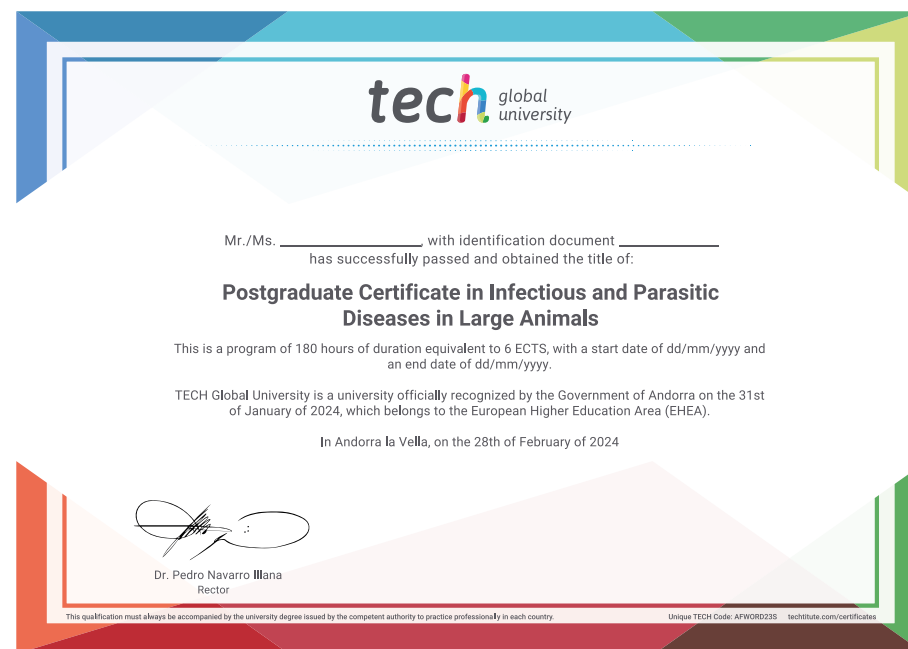 tech global university
Mr./Ms. ____________, with identification document ____________
has successfully passed and obtained the title of:
Postgraduate Certificate in Infectious and Parasitic
Diseases in Large Animals
This is a program of 180 hours of duration equivalent to 6 ECTS, with a start date of dd/mm/yyyy and
an end date of dd/mm/yyyy.
TECH Global University is a university officially recognized by the Government of Andorra on the 31st
of January of 2024, which belongs to the European Higher Education Area (EHEA).
In Andorra la Vella, on the 28th of February of 2024
Dr. Pedro Navarro Illana
Rector
This qualification must always be accompanied by the university degree issued by the competent authority to practice professionally in each country.
Unique TECH Code: AFWORD23S techtitute.com/certificates